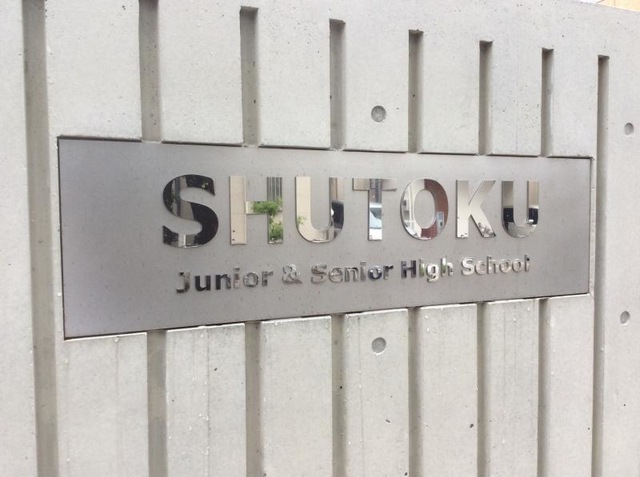 SHUTOKU
Junior & Senior High School